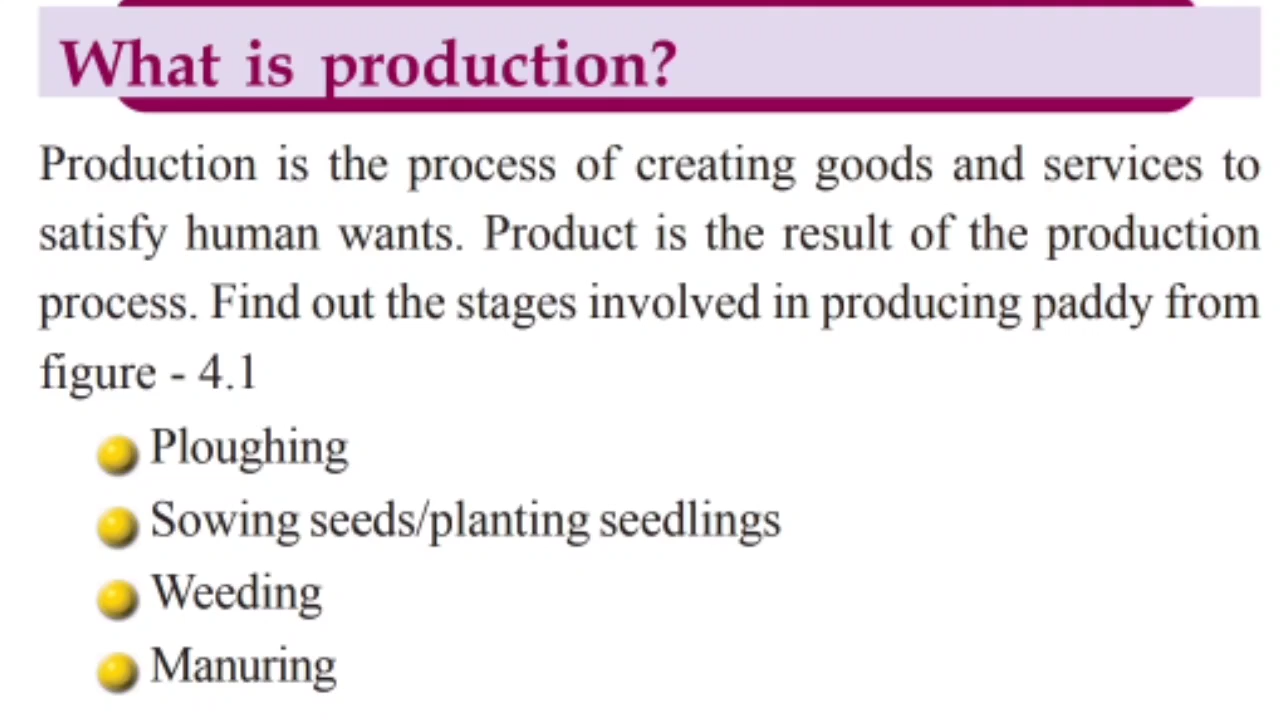 What is production?
Production is the process of creating goods and services to
satisfy human wants. Product is the result of the production
process. Find out the stages involved in producing paddy from
figure - 4.1
Ploughing
Sowing seeds/planting seedlings
Weeding
Manuring